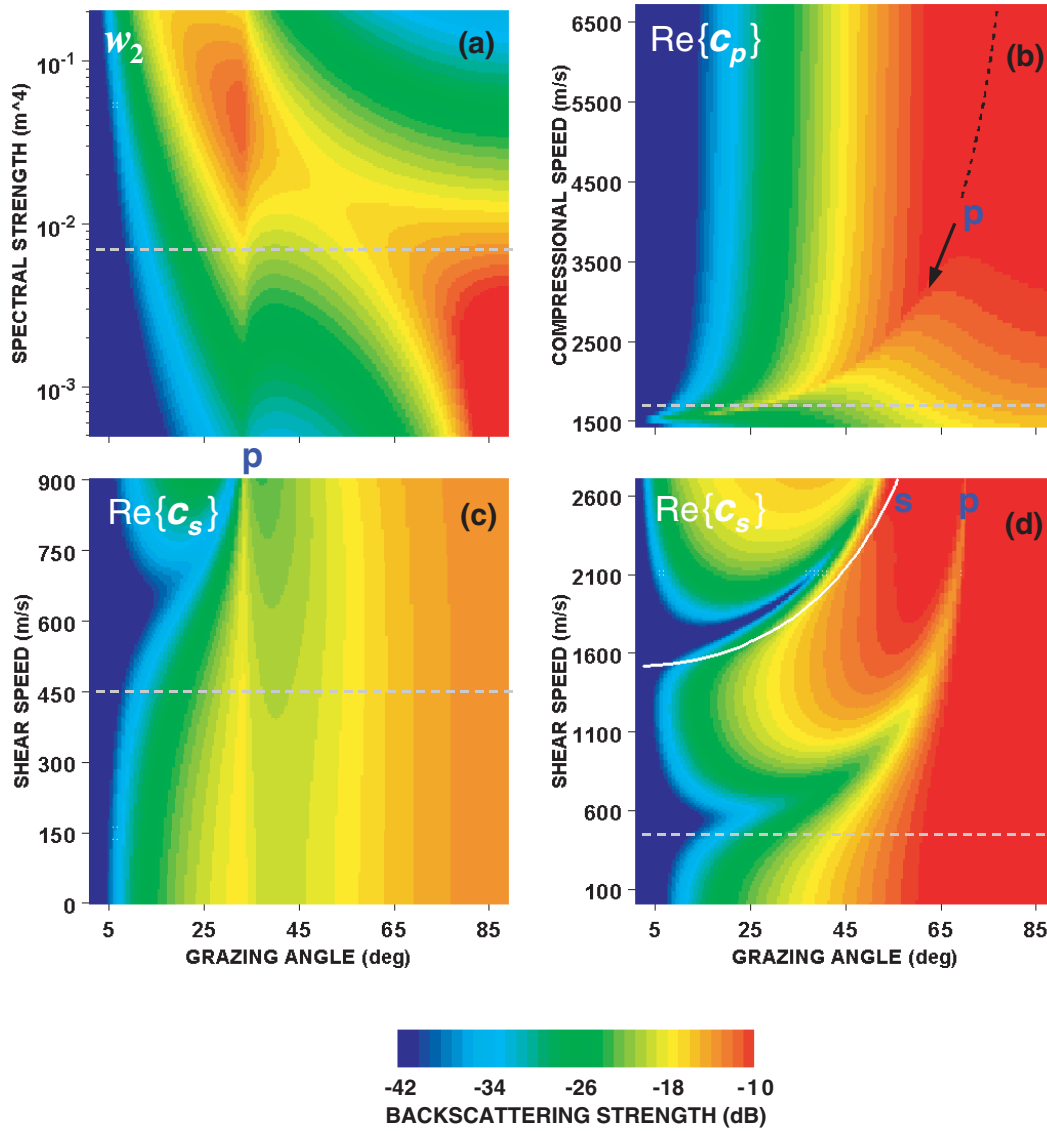 w2 (a)
10^-1
10^-2
10^-3
SPECTRAL STRENGTH (m^4)
Re{cp} (b)
6500
5500
4500
3500
2500
1500
COMPRESSIONAL SPEED (m/s)
p
p
Re{cs} (c)
900
750
600
450
300
150
0
SHEAR SPEED (m/s)
5 25 45 65 85
GRAZING ANGLE (deg)
Re{cs} s p (d)
2600
2100
1600
1100
600
100
SHEAR SPEED (m/s)
5 25 45 65 85
GRAZING ANGLE (deg)
-42 -34 -26 -18 -10
BACKSCATTERING STRENGTH (dB)